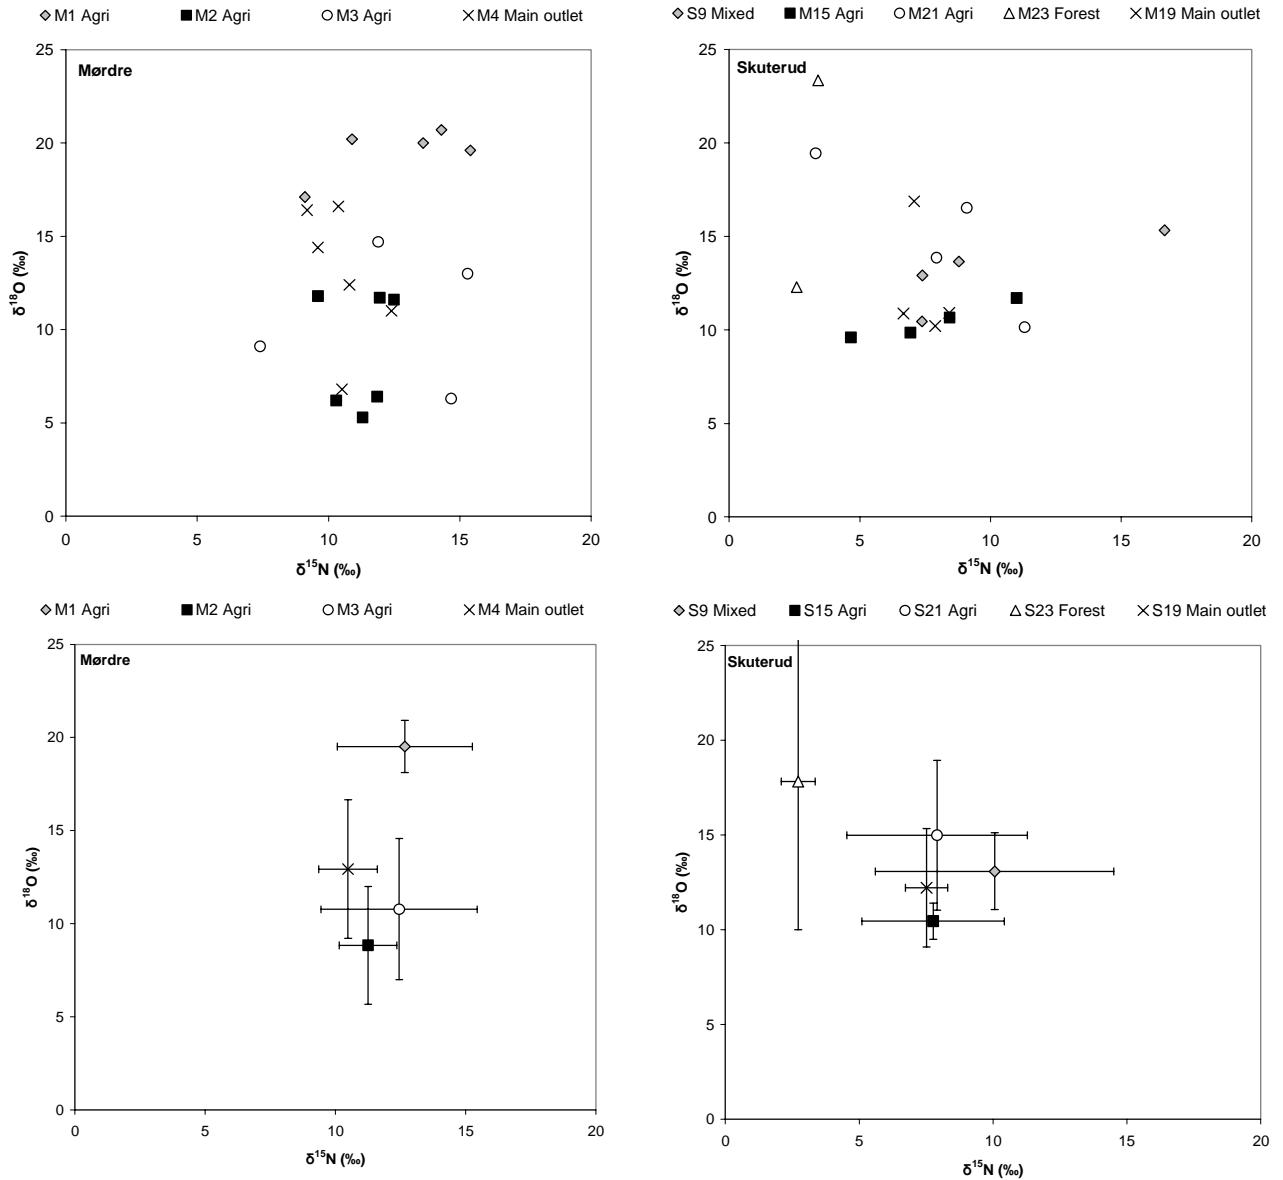 M1 Agri M2 Agri M3 Agri M4 Main outlet
Mørdre
25
20
15
10
5
0
δ18O (‰)
0 5 10 15 20
δ15N (‰)
S9 Mixed M15 Agri M21 Agri M23 Forest M19 Main outlet
Skuterud
25
20
15
10
5
0
δ18O (‰)
0 5 10 15 20
δ15N (‰)
M1 Agri M2 Agri M3 Agri M4 Main outlet
Mørdre
25
20
15
10
5
0
δ18O (‰)
0 5 10 15 20
δ15N (‰)
S9 Mixed S15 Agri S21 Agri S23 Forest S19 Main outlet
Skuterud
25
20
15
10
5
0
δ18O (‰)
0 5 10 15 20
δ15N (‰)